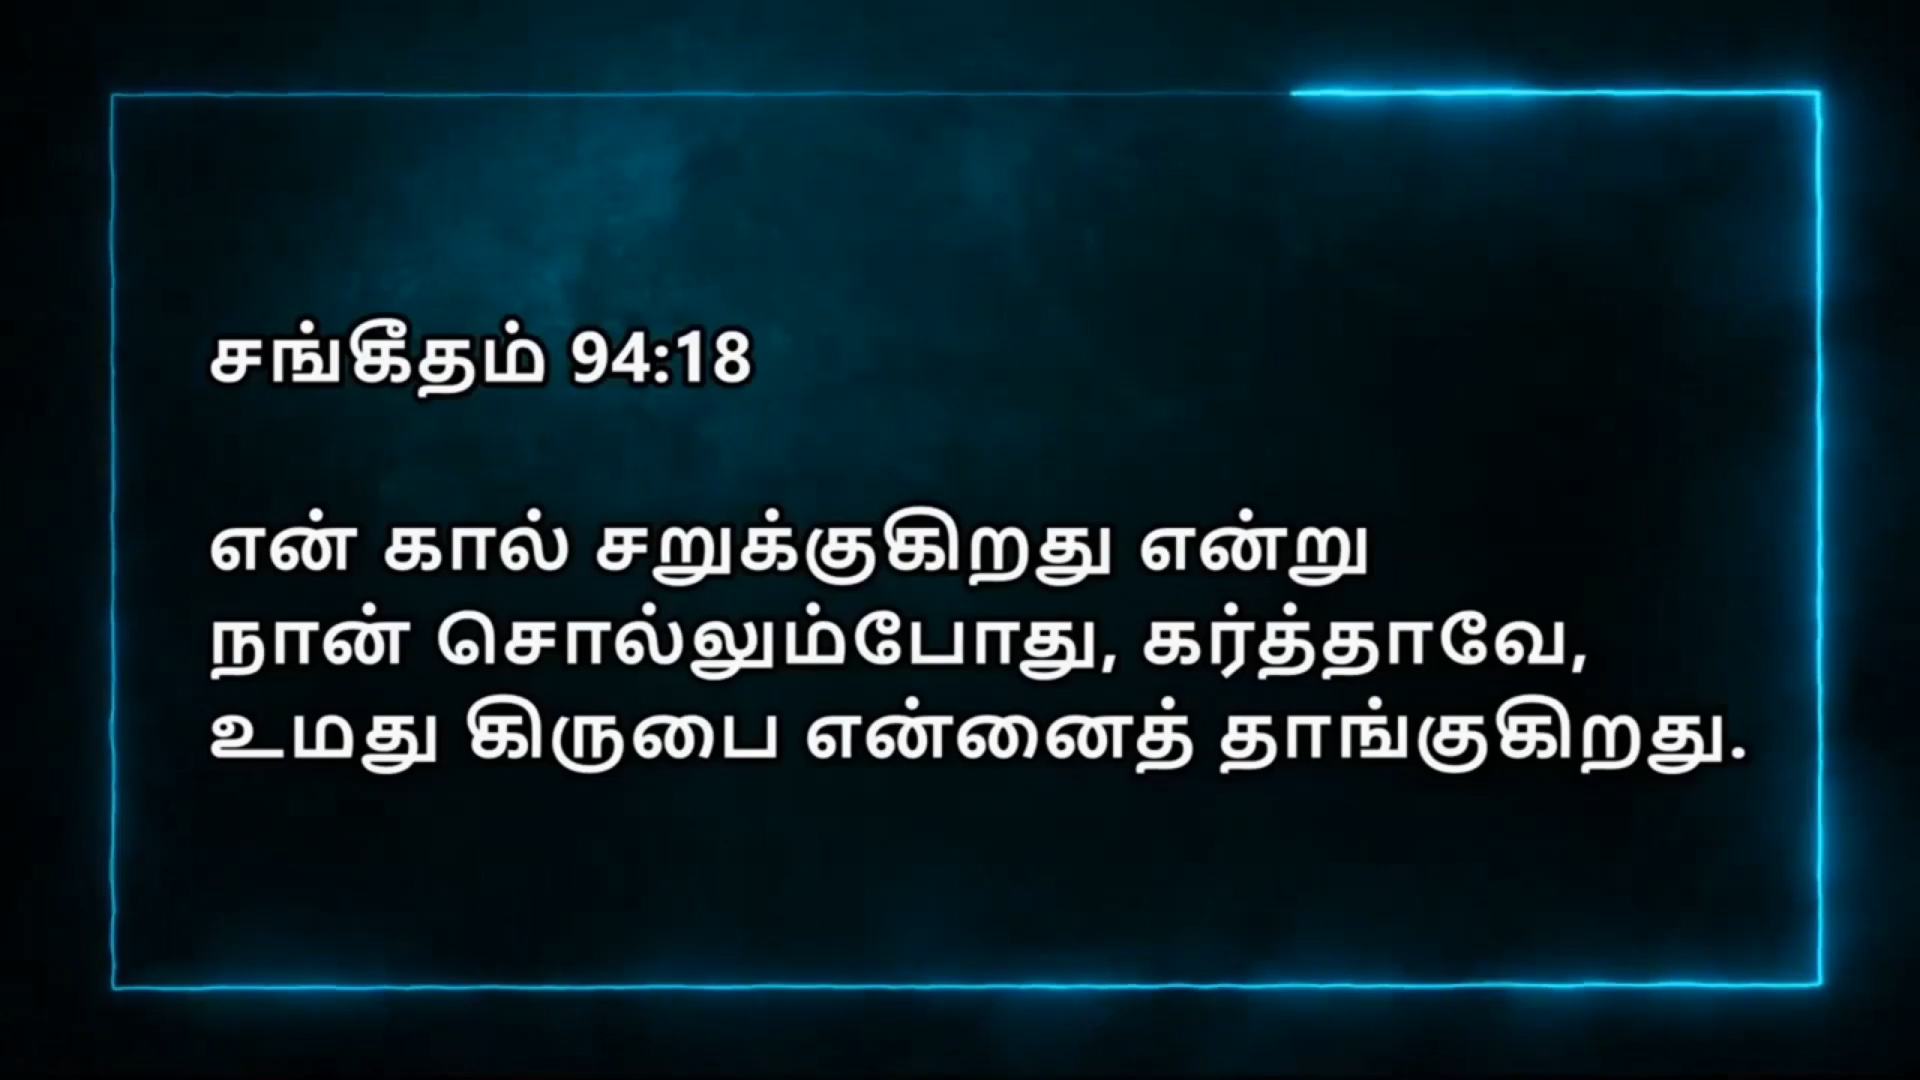 சங்கீதம் 94:18
என் கால் சறுக்குகிறது என்று
நான் சொல்லும்போது, கர்த்தாவே,
உமது கிருபை என்னைத் தாங்குகிறது.